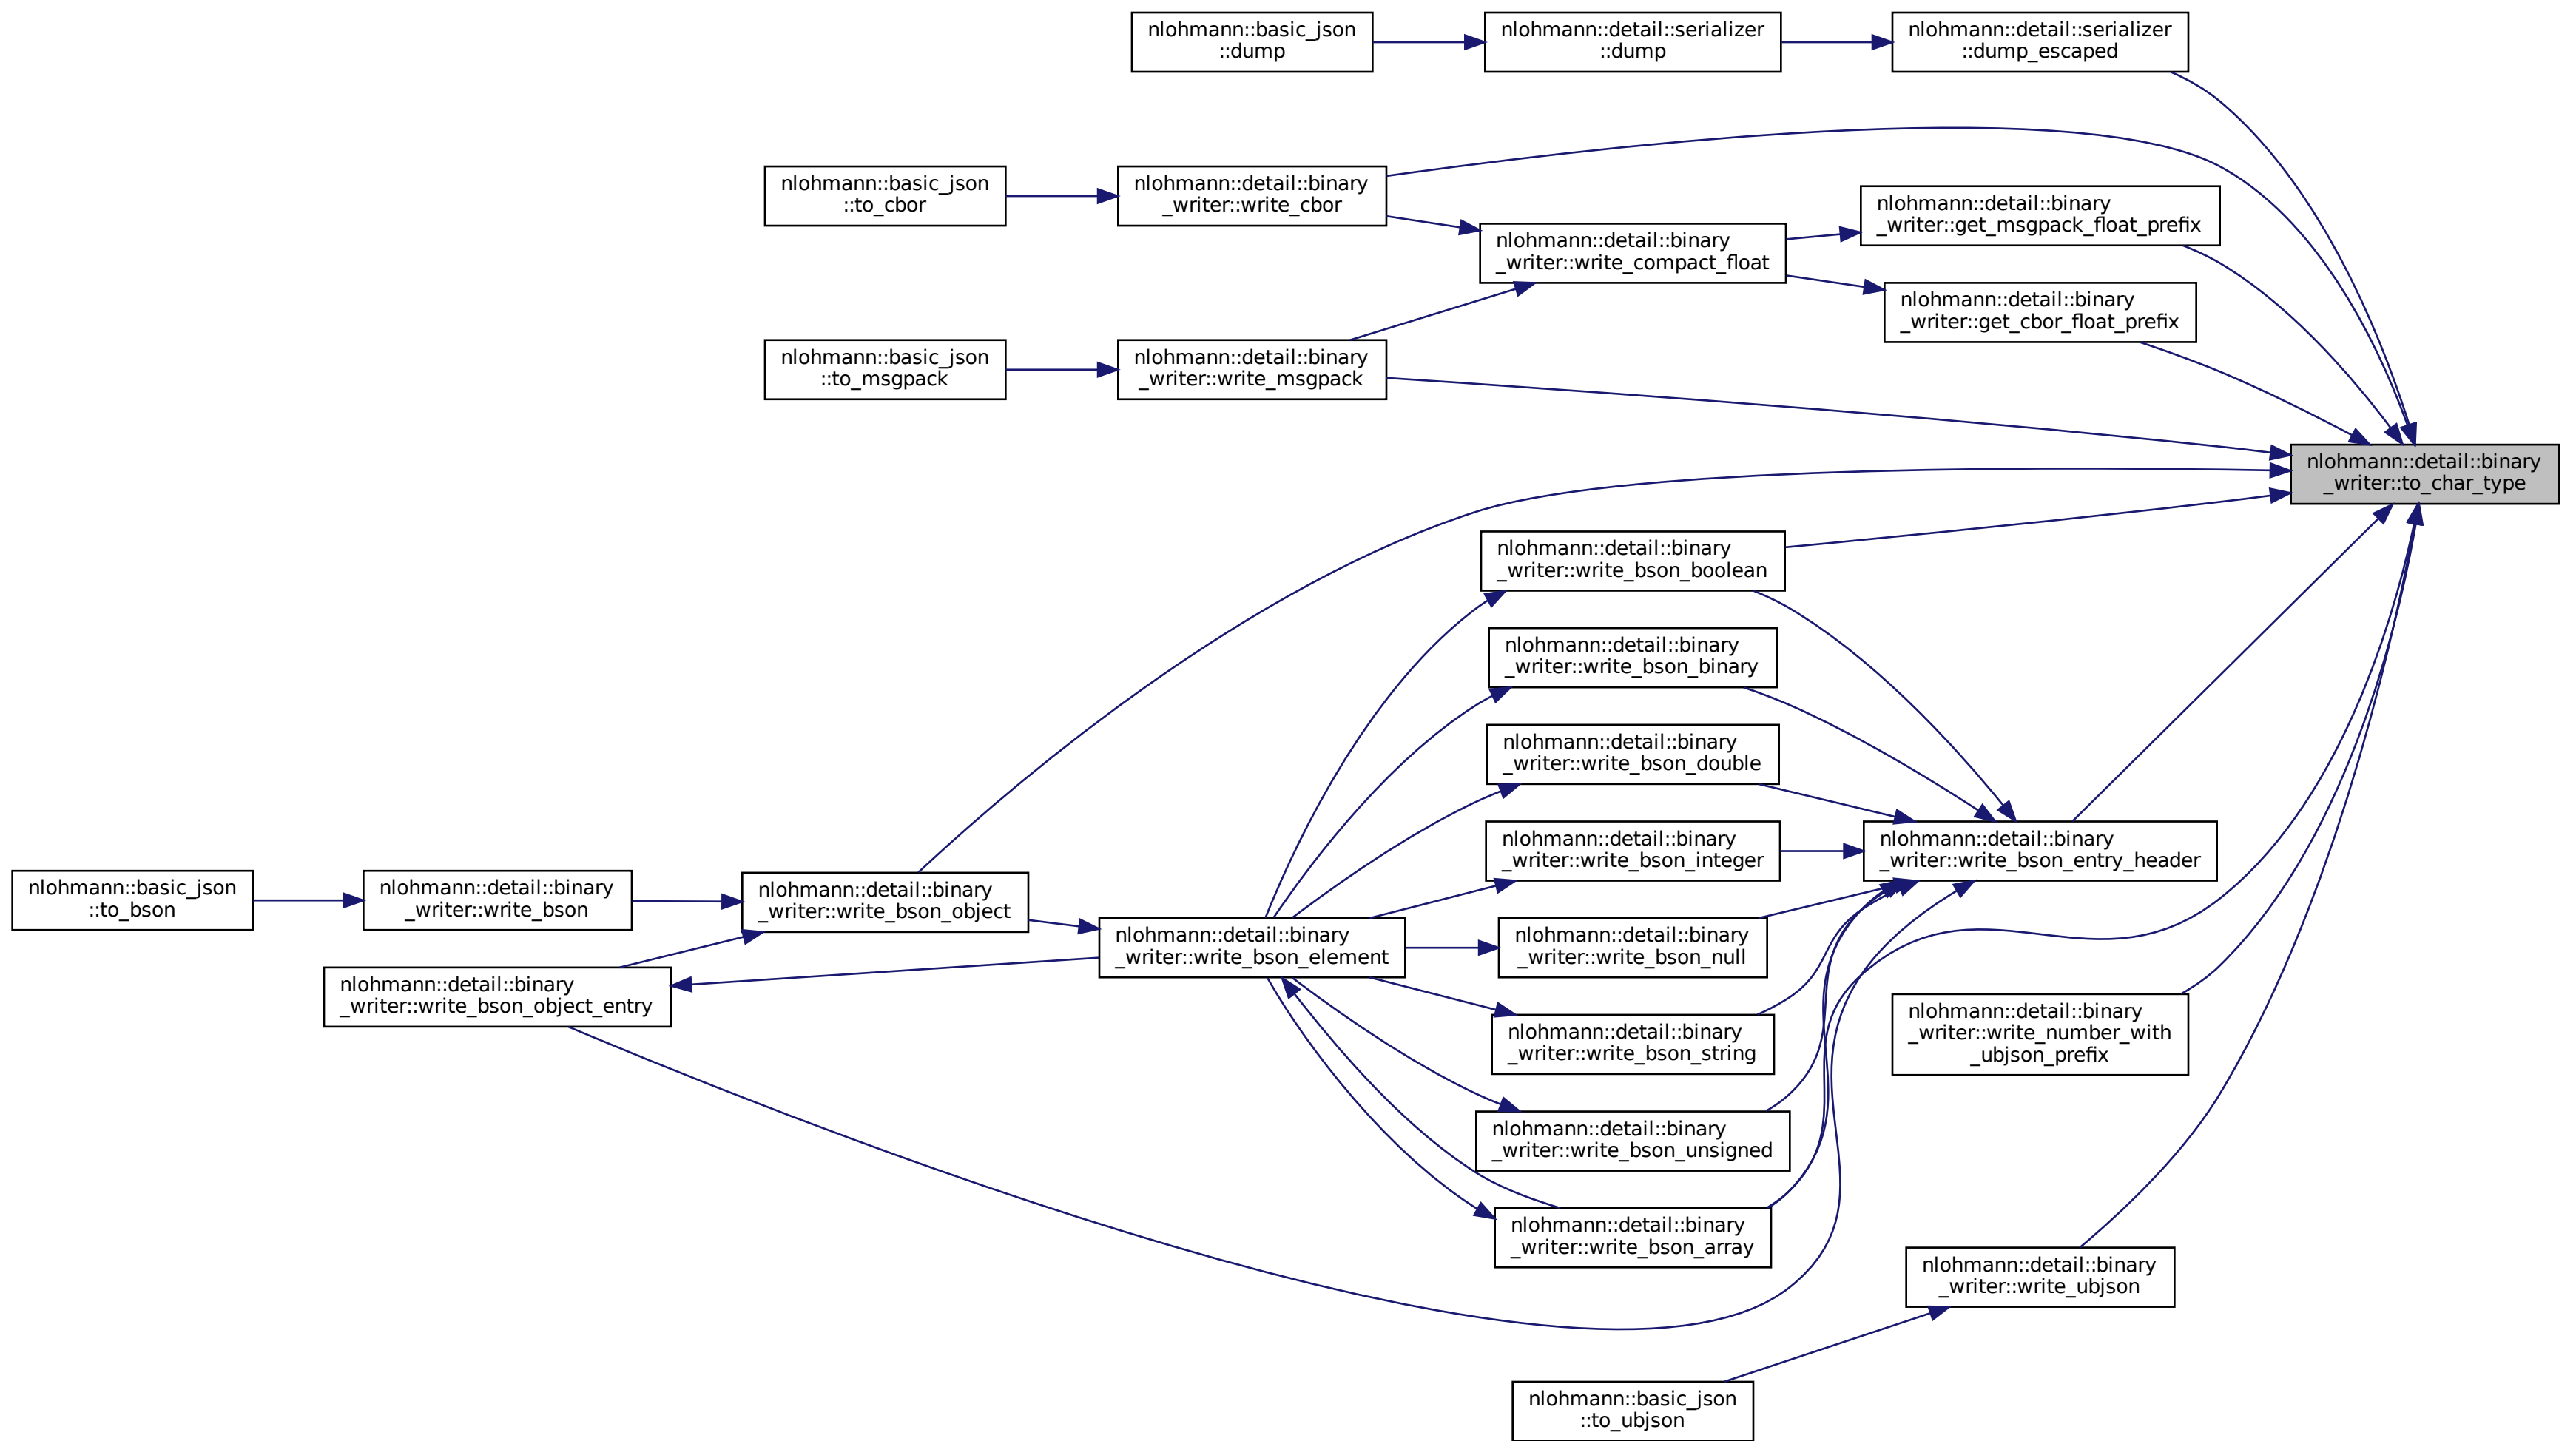 nlohmann::basic_json
::dump
nlohmann::detail::serializer
::dump
nlohmann::detail::serializer
::dump_escaped
nlohmann::basic_json
::to_cbor
nlohmann::detail::binary
_writer::write_cbor
nlohmann::detail::binary
_writer::get_msgpack_float_prefix
nlohmann::detail::binary
_writer::write_compact_float
nlohmann::detail::binary
_writer::get_cbor_float_prefix
nlohmann::basic_json
::to_msgpack
nlohmann::detail::binary
_writer::write_msgpack
nlohmann::detail::binary
_writer::to_char_type
nlohmann::detail::binary
_writer::write_bson_boolean
nlohmann::detail::binary
_writer::write_bson_binary
nlohmann::detail::binary
_writer::write_bson_double
nlohmann::detail::binary
_writer::write_bson_integer
nlohmann::detail::binary
_writer::write_bson_entry_header
nlohmann::basic_json
::to_bson
nlohmann::detail::binary
_writer::write_bson
nlohmann::detail::binary
_writer::write_bson_object
nlohmann::detail::binary
_writer::write_bson_element
nlohmann::detail::binary
_writer::write_bson_null
nlohmann::detail::binary
_writer::write_bson_object_entry
nlohmann::detail::binary
_writer::write_bson_string
nlohmann::detail::binary
_writer::write_number_with
_ubjson_prefix
nlohmann::detail::binary
_writer::write_bson_unsigned
nlohmann::detail::binary
_writer::write_bson_array
nlohmann::detail::binary
_writer::write_ubjson
nlohmann::basic_json
::to_ubjson